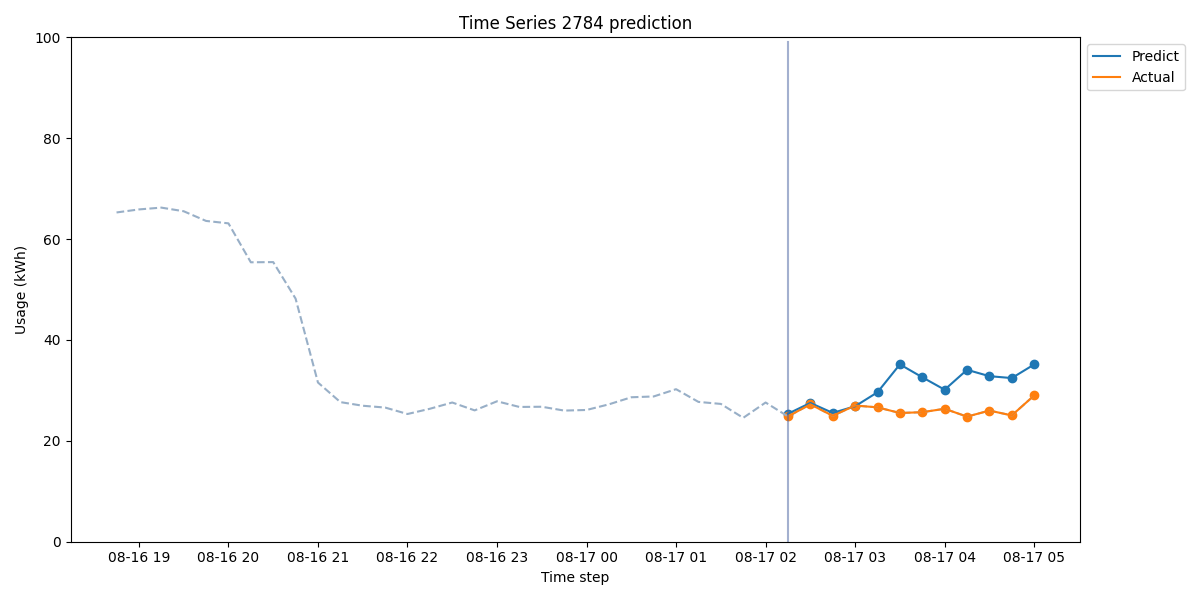 Time Series 2784 prediction
100
80
60
40
20
0
Usage (kWh)
08-16 19 08-16 20 08-16 21 08-16 22 08-16 23 08-17 00 08-17 01 08-17 02 08-17 03 08-17 04 08-17 05
Time step
Predict
Actual